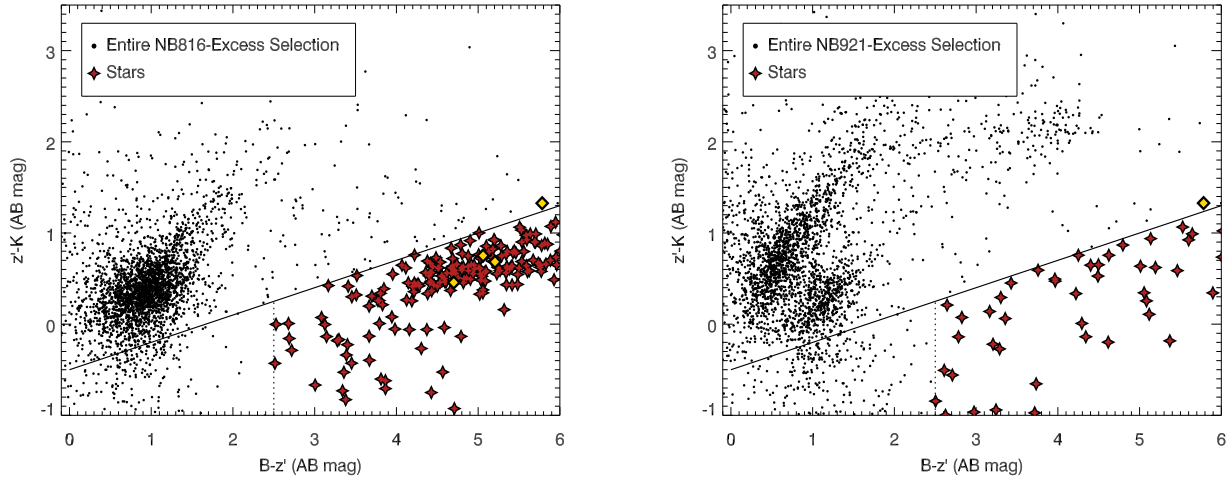 Entire NB816-Excess Selection
Stars
3
2
1
0
-1
z'-K (AB mag)
0 1 2 3 4 5 6
B-z' (AB mag)
Entire NB921-Excess Selection
Stars
3
2
1
0
-1
z'-K (AB mag)
0 1 2 3 4 5 6
B-z' (AB mag)